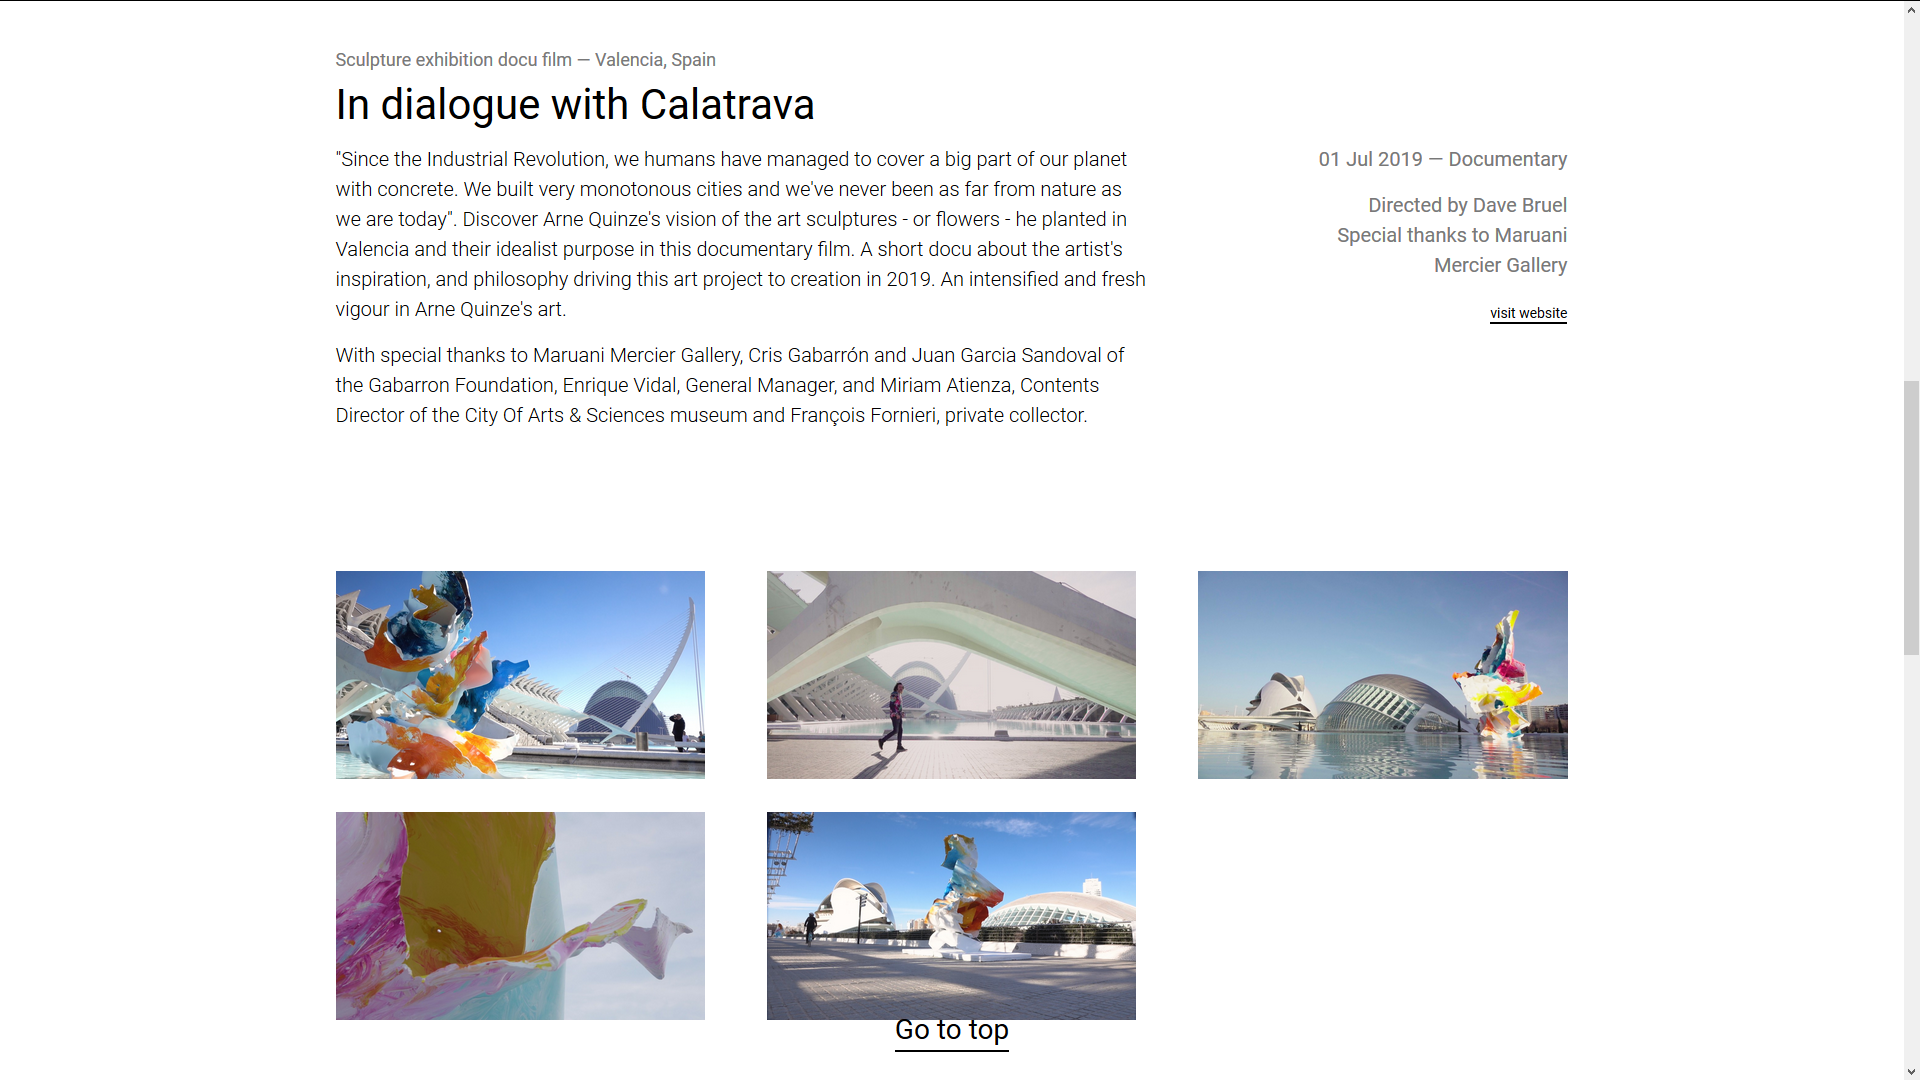 Sculpture exhibition docu film — Valencia, Spain
In dialogue with Calatrava
"Since the Industrial Revolution, we humans have managed to cover a big part of our planet
with concrete. We built very monotonous cities and we've never been as far from nature as
we are today". Discover Arne Quinze's vision of the art sculptures - or flowers - he planted in
Valencia and their idealist purpose in this documentary film. A short docu about the artist's
inspiration, and philosophy driving this art project to creation in 2019. An intensified and fresh
vigour in Arne Quinze's art.
With special thanks to Maruani Mercier Gallery, Cris Gabarrón and Juan Garcia Sandoval of
the Gabarron Foundation, Enrique Vidal, General Manager, and Miriam Atienza, Contents
Director of the City Of Arts & Sciences museum and François Fornieri, private collector.
01 Jul 2019 — Documentary
Directed by Dave Bruel
Special thanks to Maruani
Mercier Gallery
visit website
Go to top